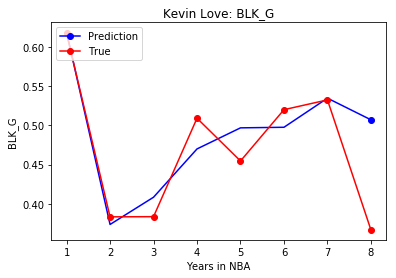 Kevin Love: BLK_G
Prediction
True
0.60
0.55
0.50
0.45
0.40
BLK_G
1 2 3 4 5 6 7 8
Years in NBA